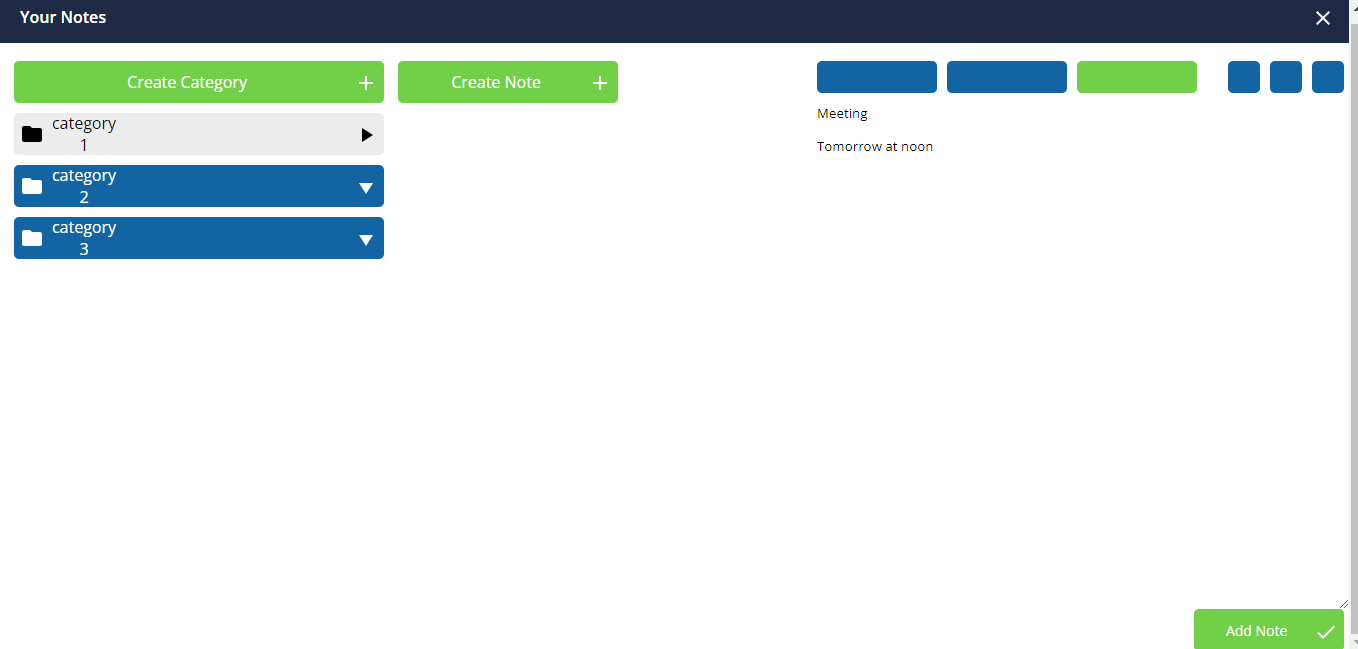 Your Notes
Create Category
Create Note
category
1
category
2
category
3
Meeting
Tomorrow at noon
Add Note